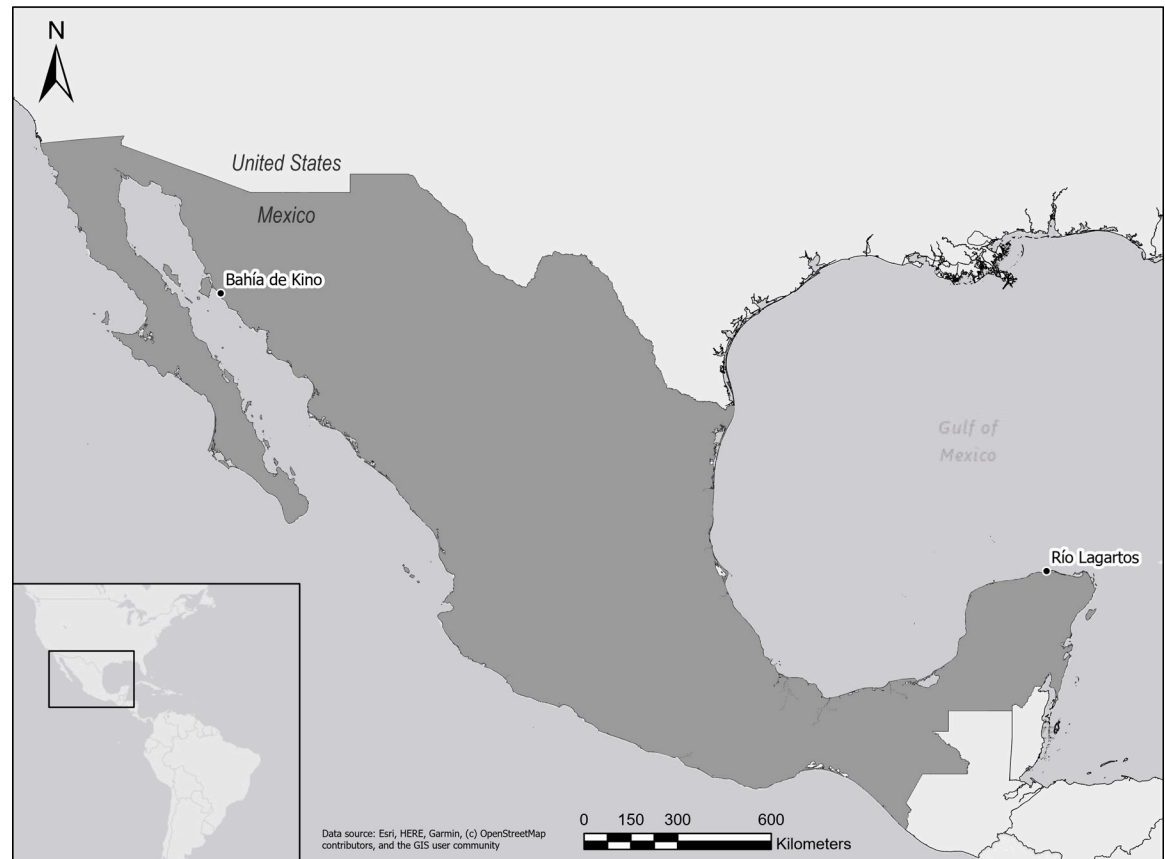 N
United States
Mexico
Bahía de Kino
Gulf of
Mexico
Río Lagartos
0 150 300 600
Kilometers
Data source: Esri, HERE, Garmin, (c) OpenStreetMap
contributors, and the GIS user community